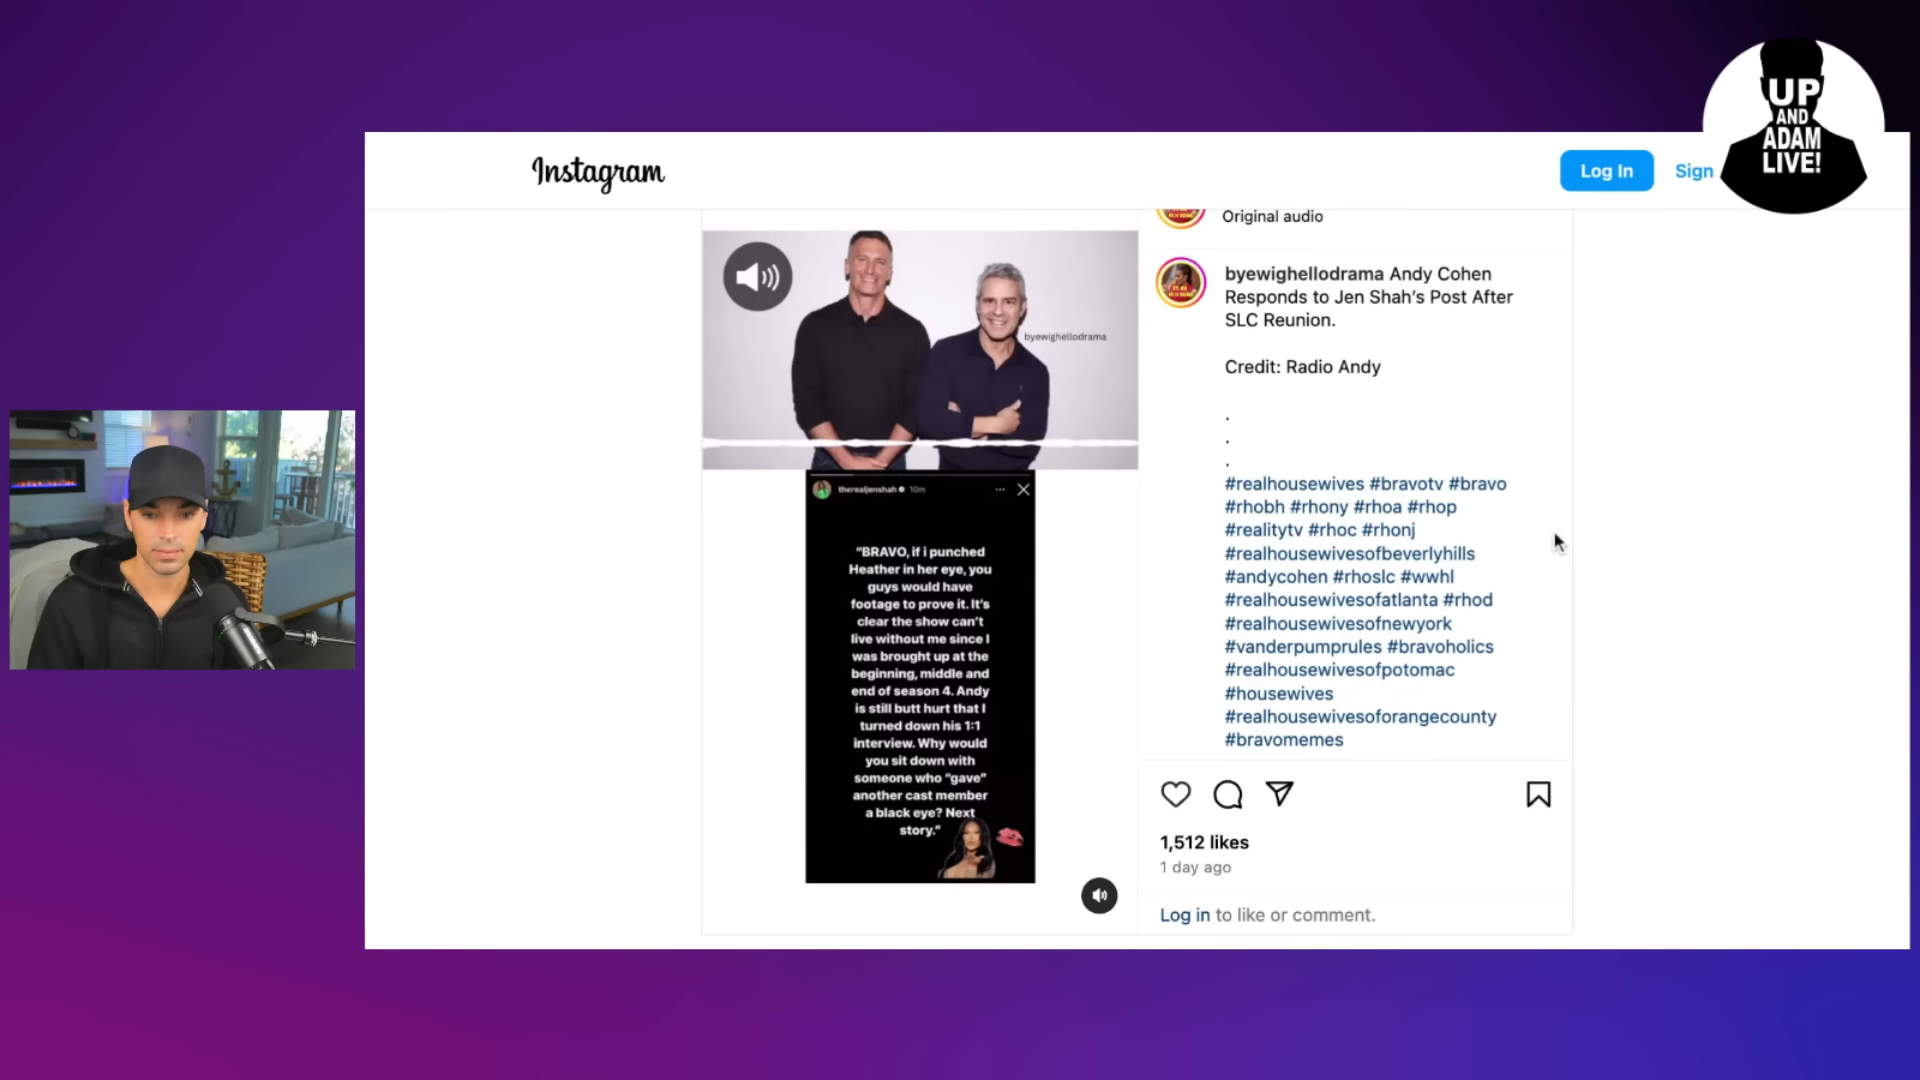 UP
AND
ADAM
LIVE!
Instagram
Log In
Sign
Original audio
byewighellodrama
byewighellodrama Andy Cohen
Responds to Jen Shah’s Post After
SLC Reunion.
Credit: Radio Andy
.
.
.
#realhousewives #bravotv #bravo
#rhobh #rhony #rhoa #rhop
#realitytv #rhoc #rhonj
#realhousewivesofbeverlyhills
#andycohen #rhoslc #wwhl
#realhousewivesofatlanta #rhod
#realhousewivesofnewyork
#vanderpumprules #bravoholics
#realhousewivesofpotomac
#housewives
#realhousewivesoforangecounty
#bravomemes
therealjenshah 10m
"BRAVO, if i punched
Heather in her eye, you
guys would have
footage to prove it. It's
clear the show can't
live without me since I
was brought up at the
beginning, middle and
end of season 4. Andy
is still butt hurt that I
turned down his 1:1
interview. Why would
you sit down with
someone who "gave"
another cast member
a black eye? Next
story."
1,512 likes
1 day ago
Log in to like or comment.